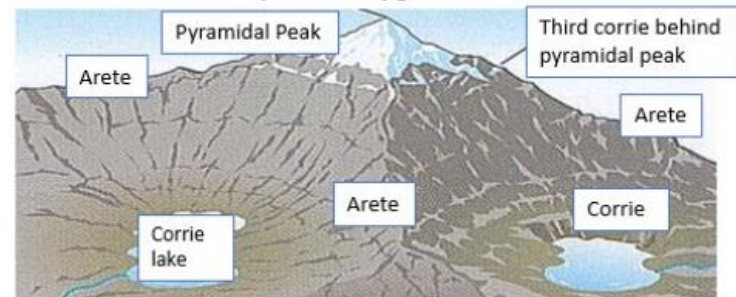 Pyramidal Peak
Third corrie behind
pyramidal peak
Arete
Arete
Arete
Corrie
Corrie
lake